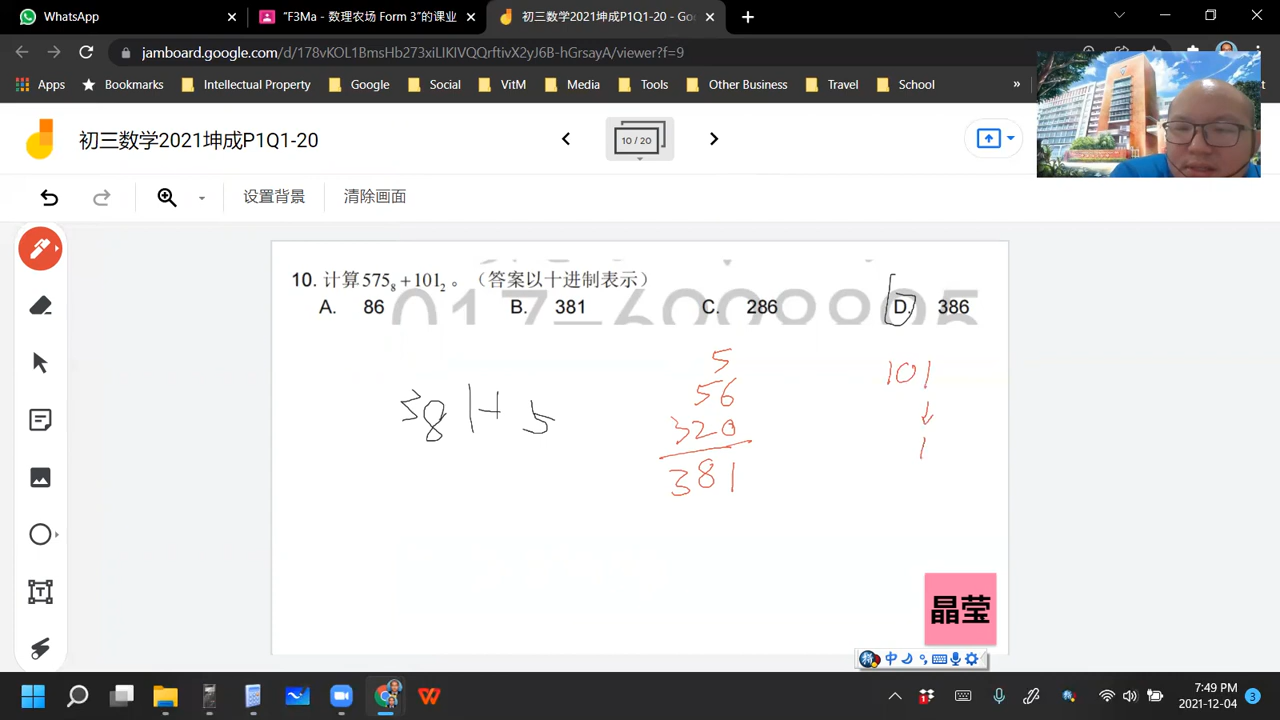 WhatsApp
"F3Ma - 数理农场 Form 3"的课业
初三数学2021坤成P1Q1-20 - Goo
jamboard.google.com/d/178vKOL1BmsHb273xiLIKIVOQrftivX2yJ6B-hGrsayA/viewer?f=9
Apps
Bookmarks
Intellectual Property
Google
Social
VitM
Media
Tools
Other Business
Travel
School
»
初三数学2021坤成P1Q1-20
10 / 20
设置背景
清除画面
10. 计算575₈+101₂。（答案以十进制表示）
A. 86
B. 381
C. 286
D. 386
5
56
320
381
381+5
101
1
晶莹
中
7:49 PM
2021-12-04
3